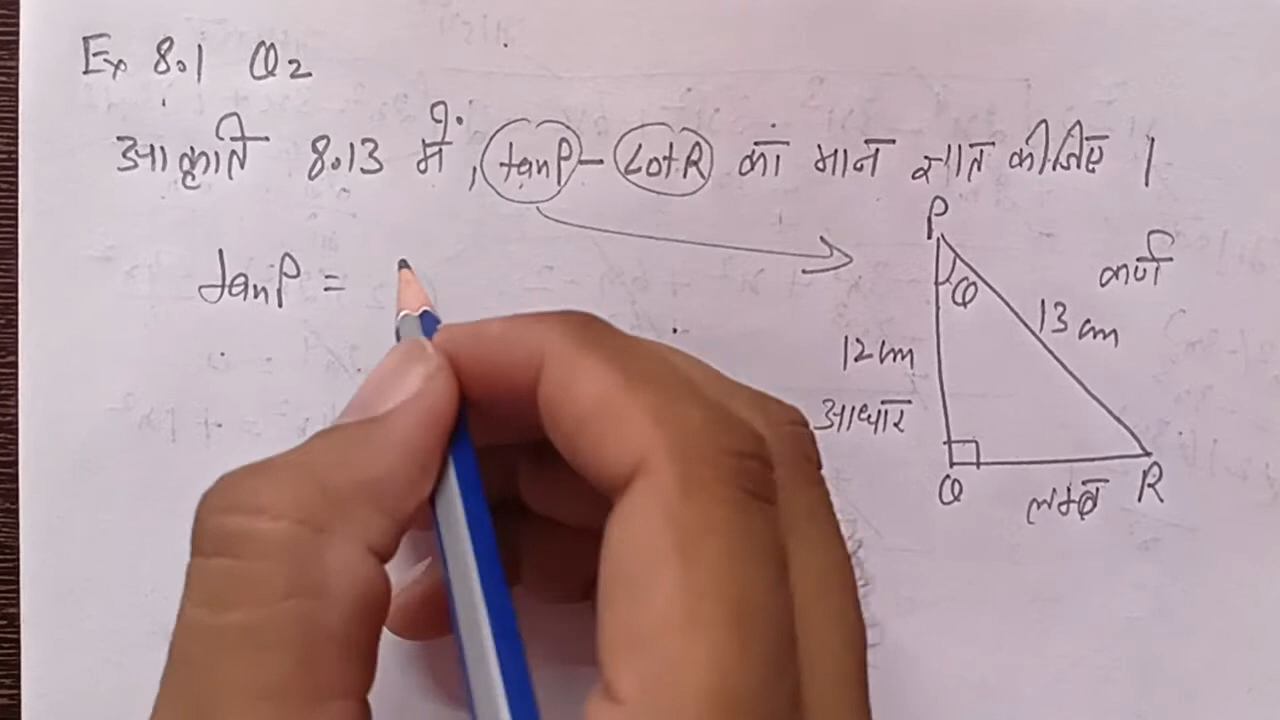 Ex 8.1 Q2
आकृति 8.13 में, tanP - CotR का मान ज्ञात कीजिए ।
tanP =
P
θ
कर्ण
13 cm
12 cm
आधार
Q
लम्ब
R